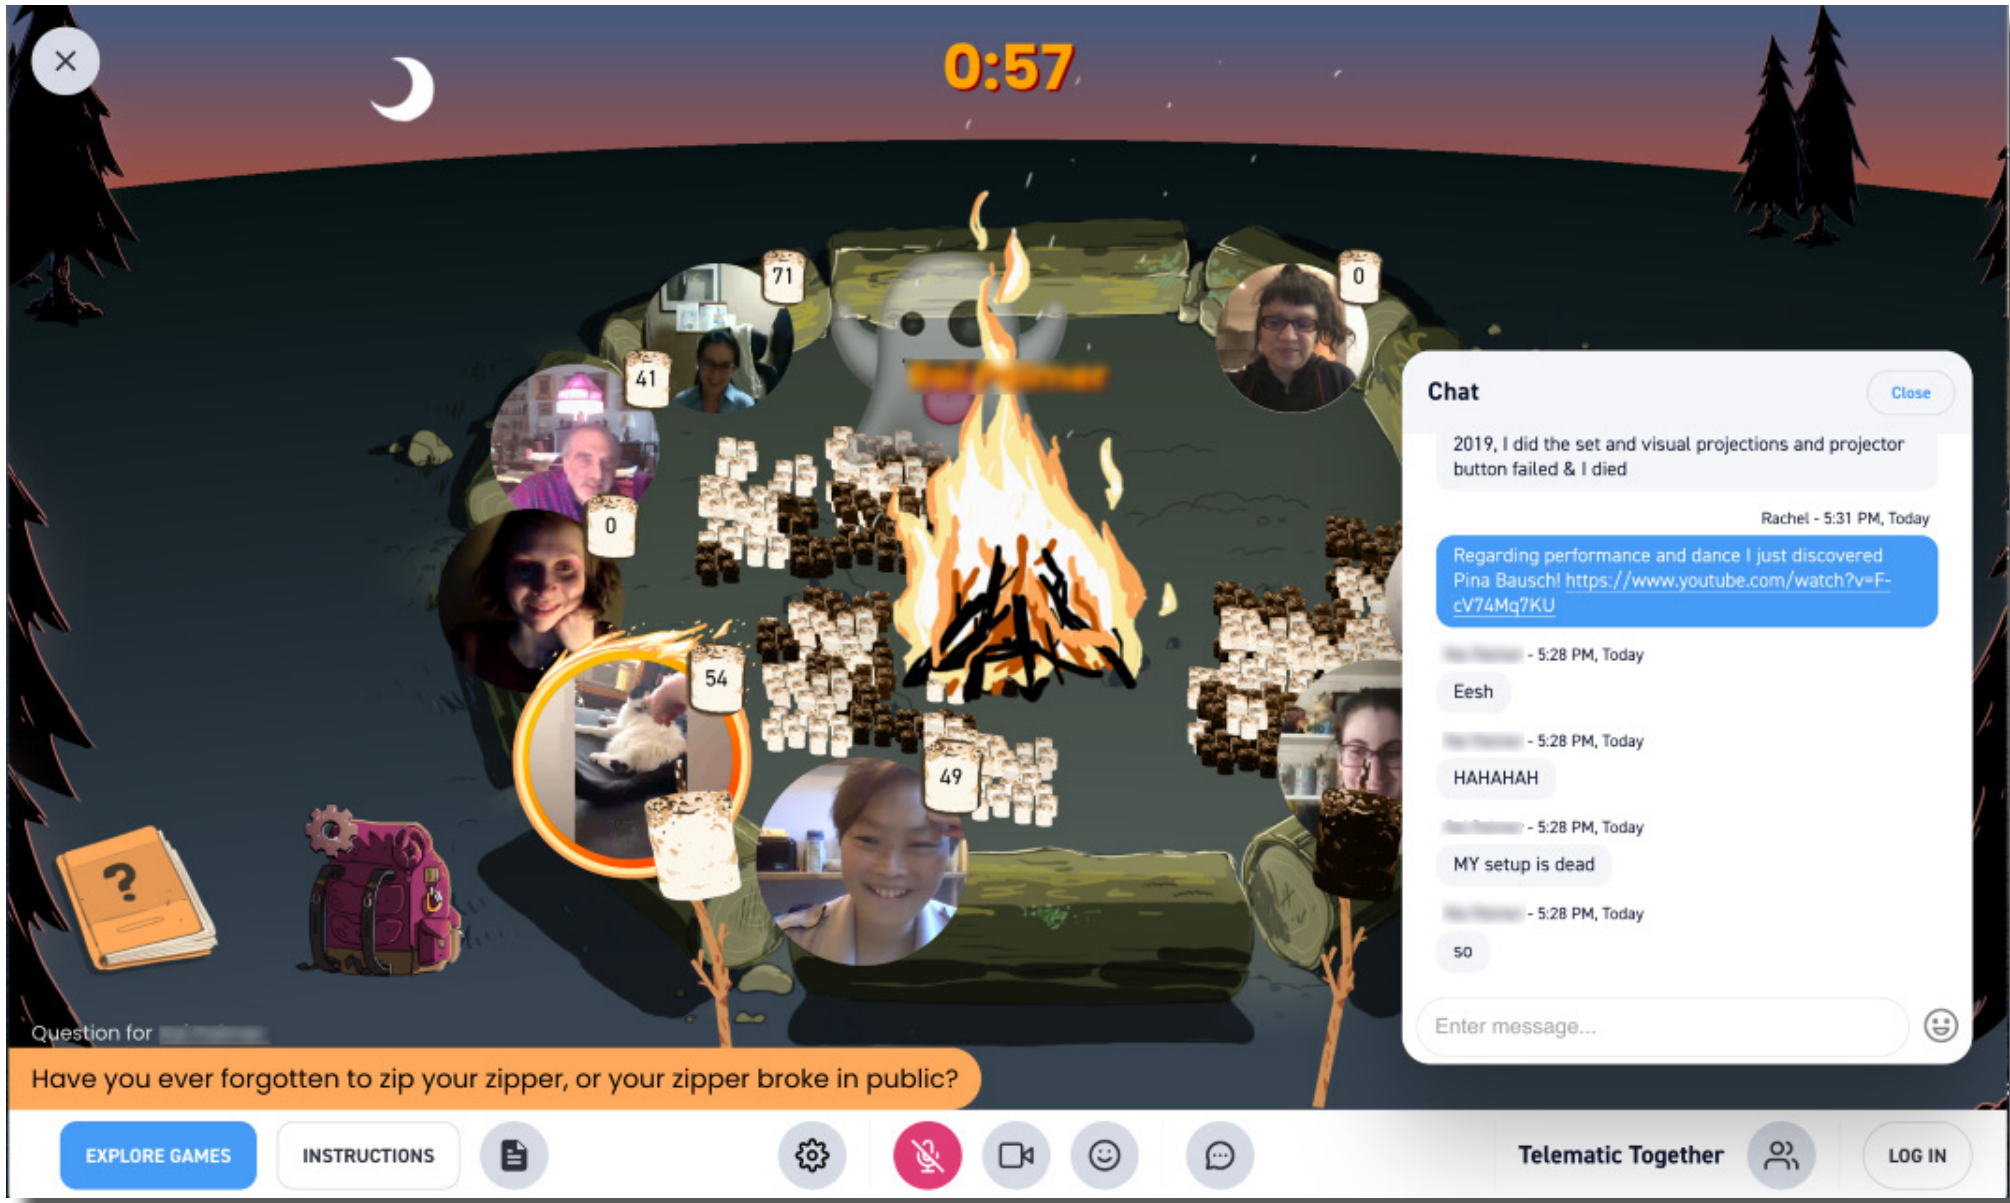 0:57
71
0
41
0
54
49
Chat
Close
2019, I did the set and visual projections and projector
button failed & I died
Rachel - 5:31 PM, Today
Regarding performance and dance I just discovered
Pina Bausch! https://www.youtube.com/watch?v=F-
cV74Mq7KU
- 5:28 PM, Today
Eesh
- 5:28 PM, Today
HAHAHAH
- 5:28 PM, Today
MY setup is dead
- 5:28 PM, Today
so
Enter message...
?
Question for
Have you ever forgotten to zip your zipper, or your zipper broke in public?
EXPLORE GAMES
INSTRUCTIONS
Telematic Together
LOG IN